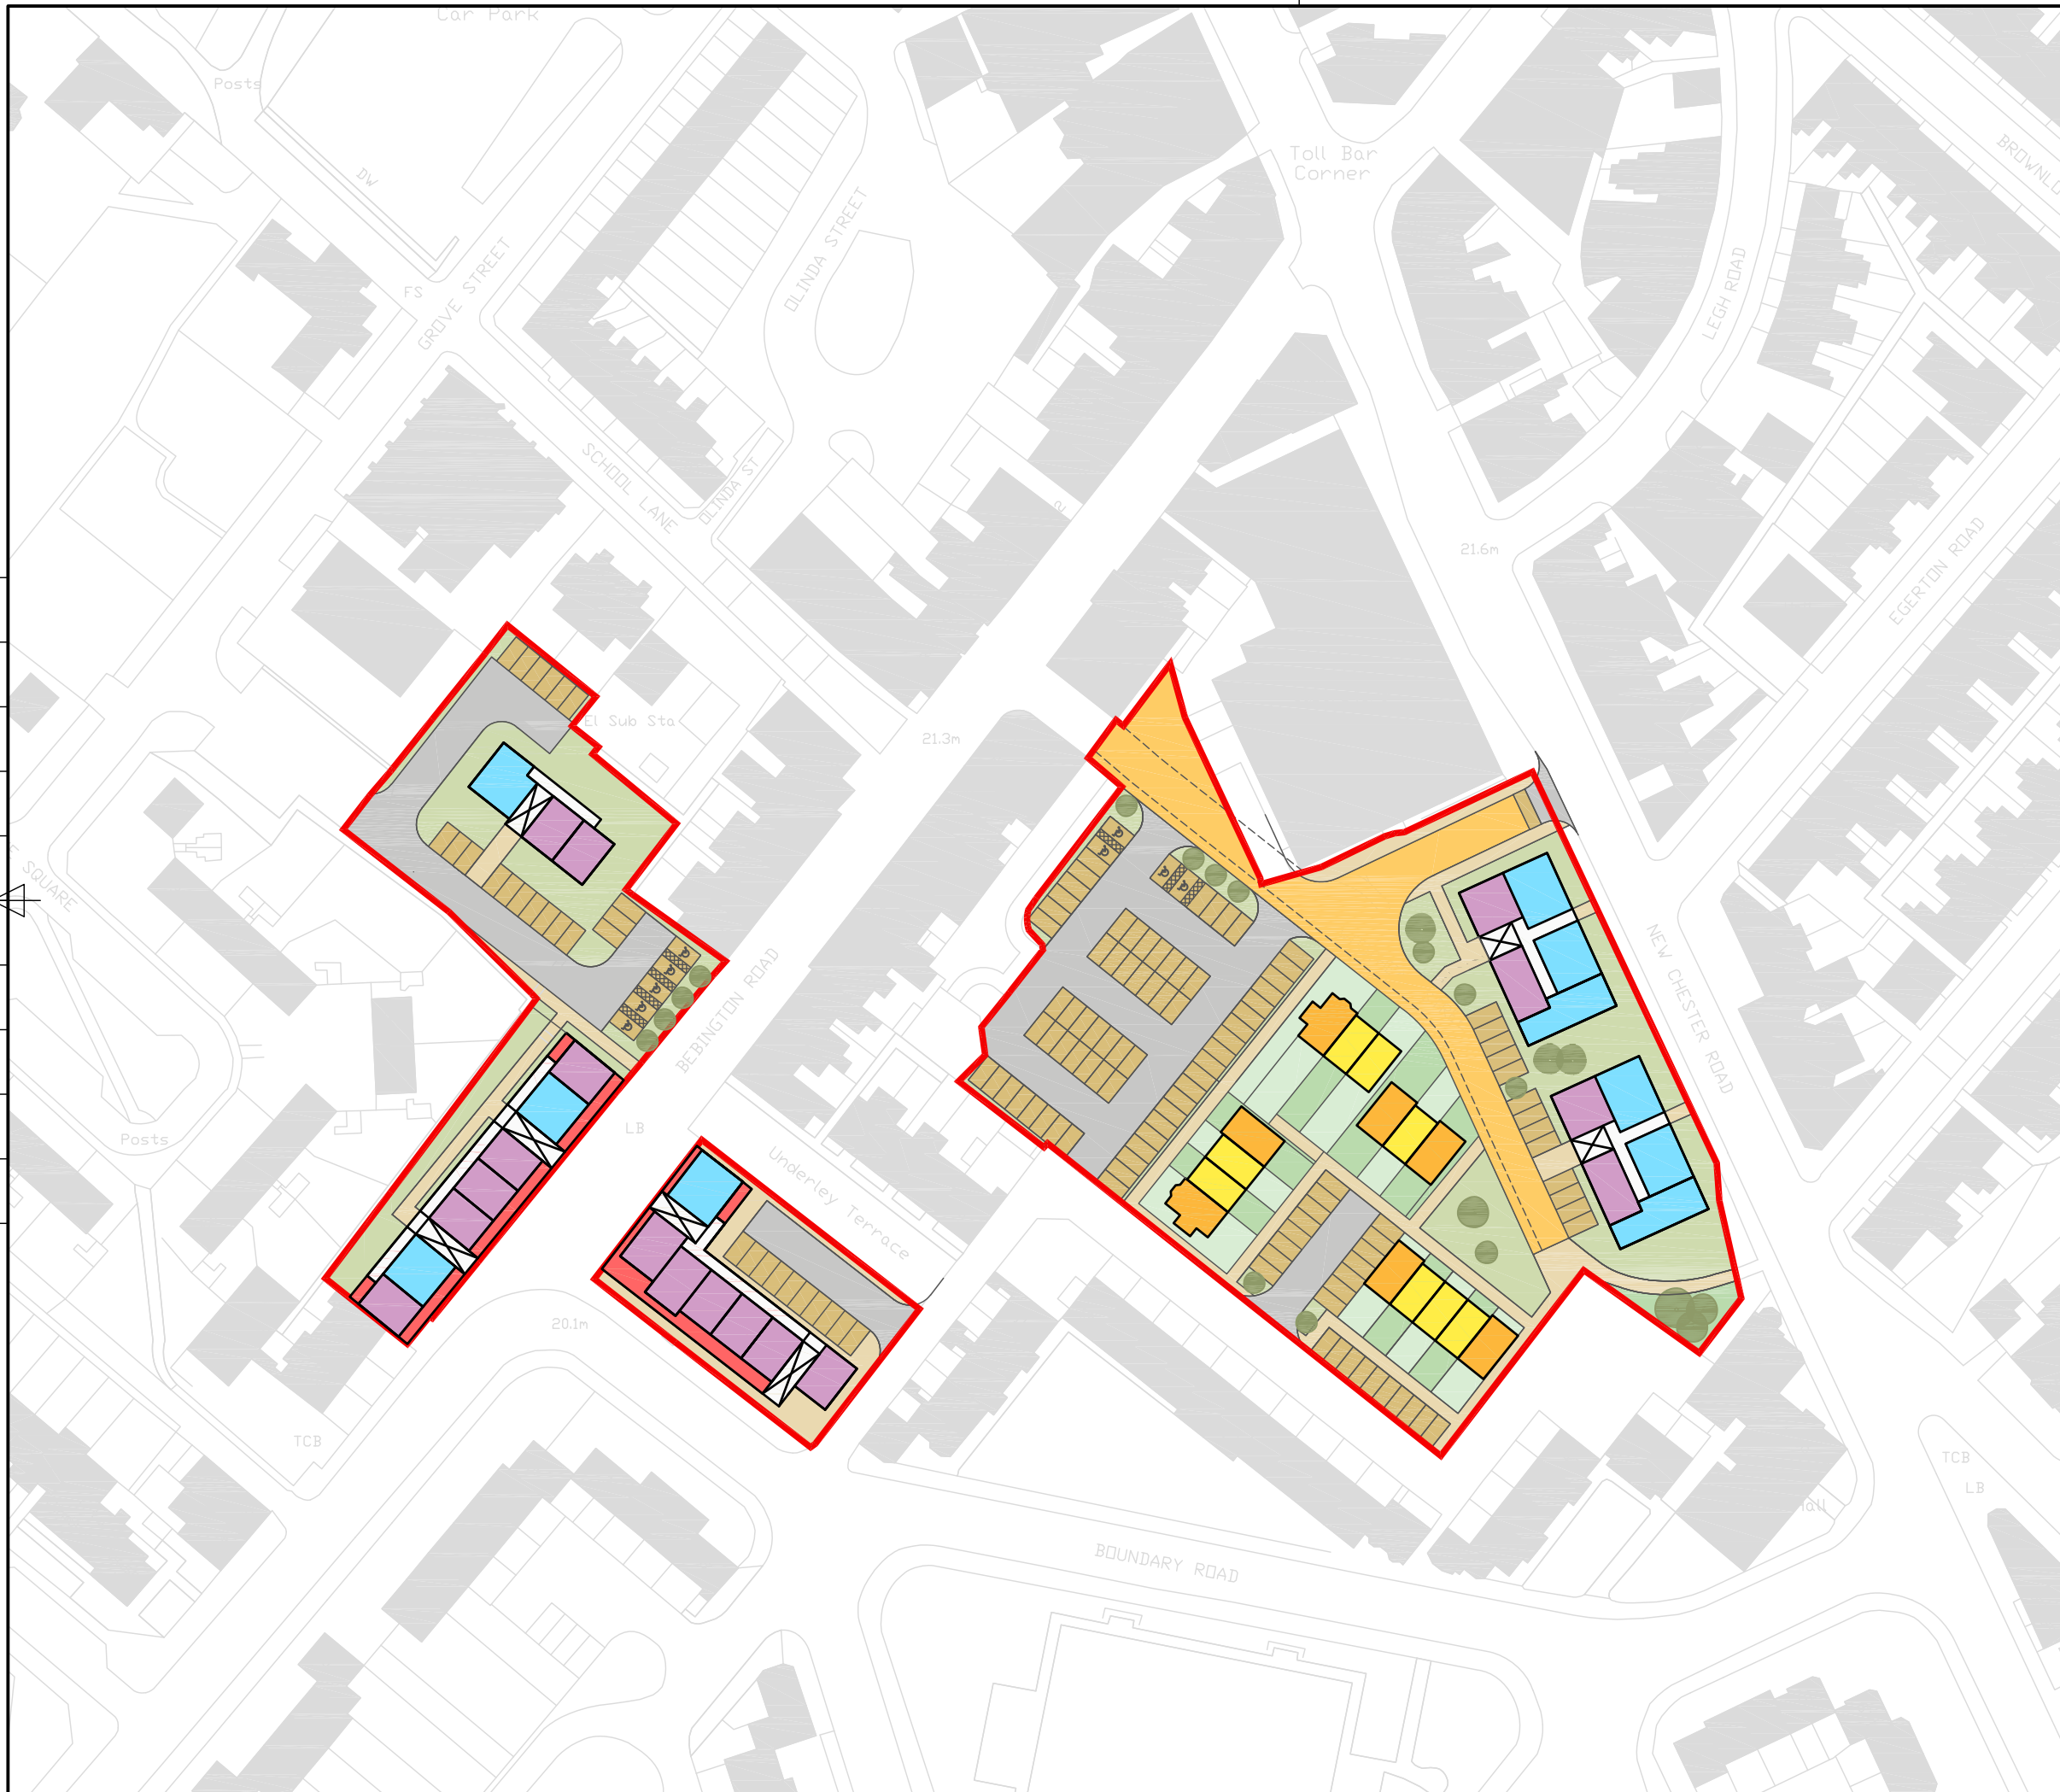 Car Park
Posts
DW
Toll Bar
Corner
FS
GROVE STREET
OLINDA STREET
LEGH ROAD
SCHOOL LANE
OLINDA ST
21.6m
EGERTON ROAD
El Sub Sta
21.3m
SQUARE
BEBINGTON ROAD
NEW CHESTER ROAD
Posts
LB
Underley Terrace
20.1m
TCB
TCB
LB
BOUNDARY ROAD